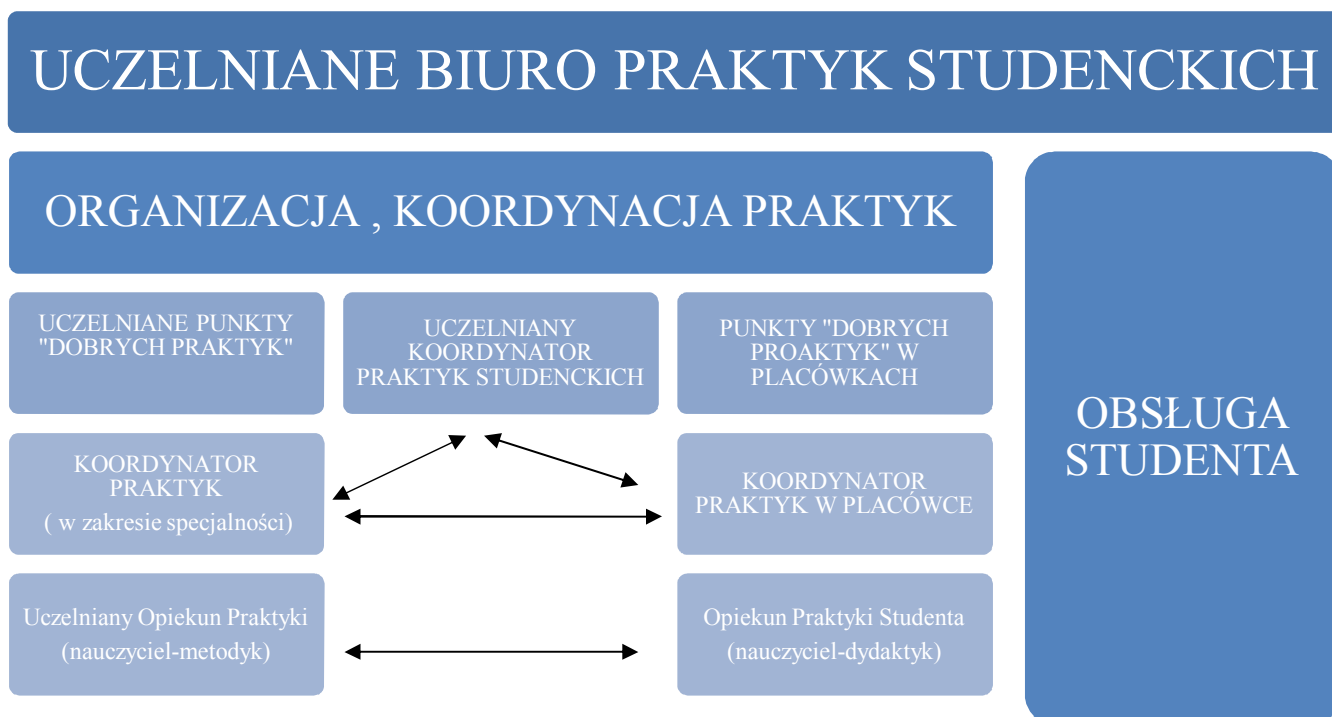 UCZELNIANE BIURO PRAKTYK STUDENCKICH
ORGANIZACJA , KOORDYNACJA PRAKTYK
UCZELNIANE PUNKTY
"DOBRYCH PRAKTYK"
UCZELNIANY
KOORDYNATOR
PRAKTYK STUDENCKICH
PUNKTY "DOBRYCH
PROAKTYK" W
PLACÓWKACH
KOORDYNATOR
PRAKTYK
( w zakresie specjalności)
KOORDYNATOR
PRAKTYK W PLACÓWCE
Uczelniany Opiekun Praktyki
(nauczyciel-metodyk)
Opiekun Praktyki Studenta
(nauczyciel-dydaktyk)
OBSŁUGA
STUDENTA